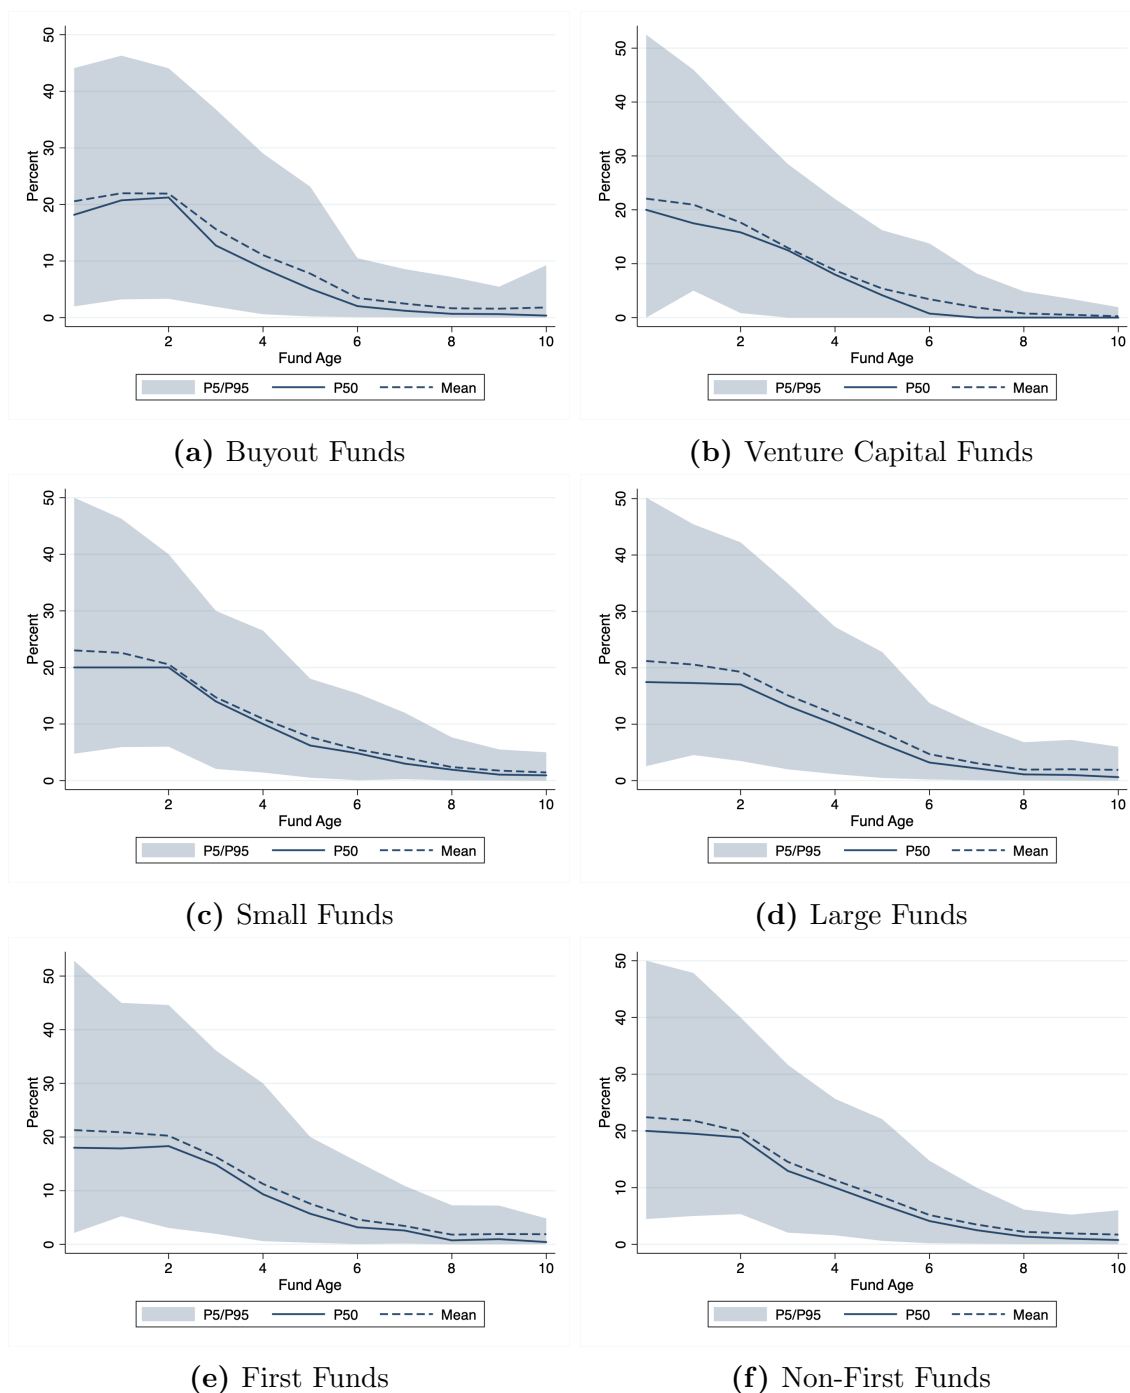 50
40
30
20
10
0
Percent
2 4 6 8 10
Fund Age
P5/P95 P50 Mean
(a) Buyout Funds
50
40
30
20
10
0
Percent
2 4 6 8 10
Fund Age
P5/P95 P50 Mean
(b) Venture Capital Funds
50
40
30
20
10
0
Percent
2 4 6 8 10
Fund Age
P5/P95 P50 Mean
(c) Small Funds
50
40
30
20
10
0
Percent
2 4 6 8 10
Fund Age
P5/P95 P50 Mean
(d) Large Funds
50
40
30
20
10
0
Percent
2 4 6 8 10
Fund Age
P5/P95 P50 Mean
(e) First Funds
50
40
30
20
10
0
Percent
2 4 6 8 10
Fund Age
P5/P95 P50 Mean
(f) Non-First Funds